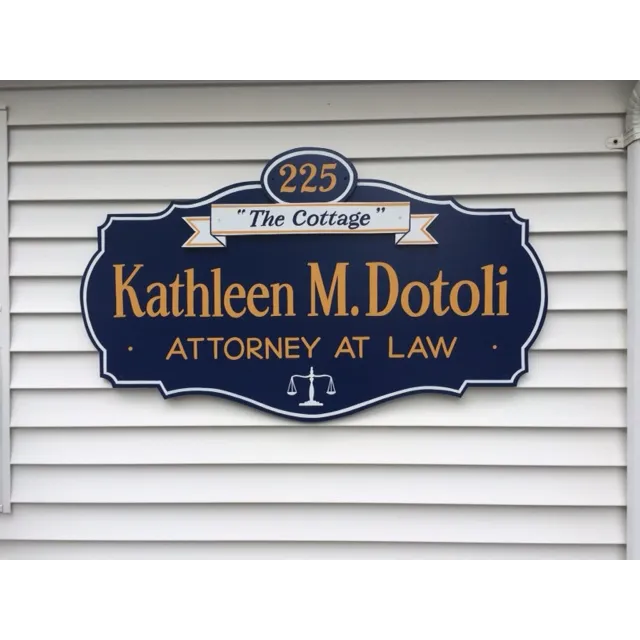 225
"The Cottage"
Kathleen M. Dotoli
· ATTORNEY AT LAW ·